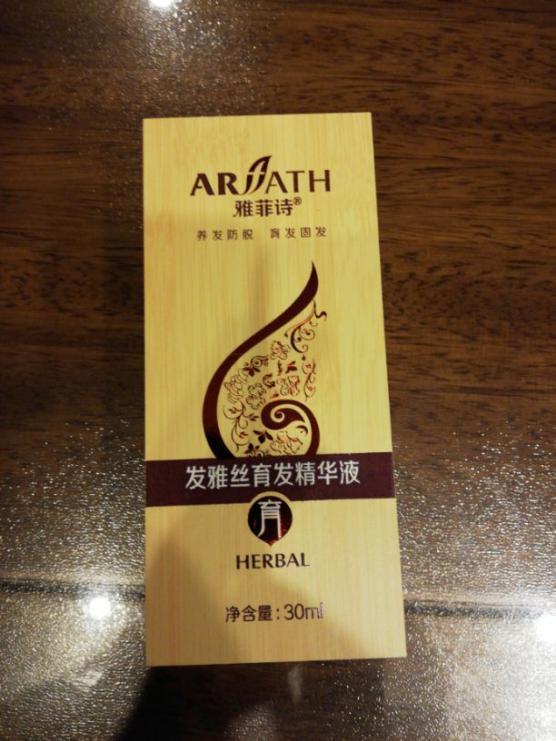 ARIIATH
雅菲诗®
养发防脱 育发固发
发雅丝育发精华液
育
HERBAL
净含量:30ml